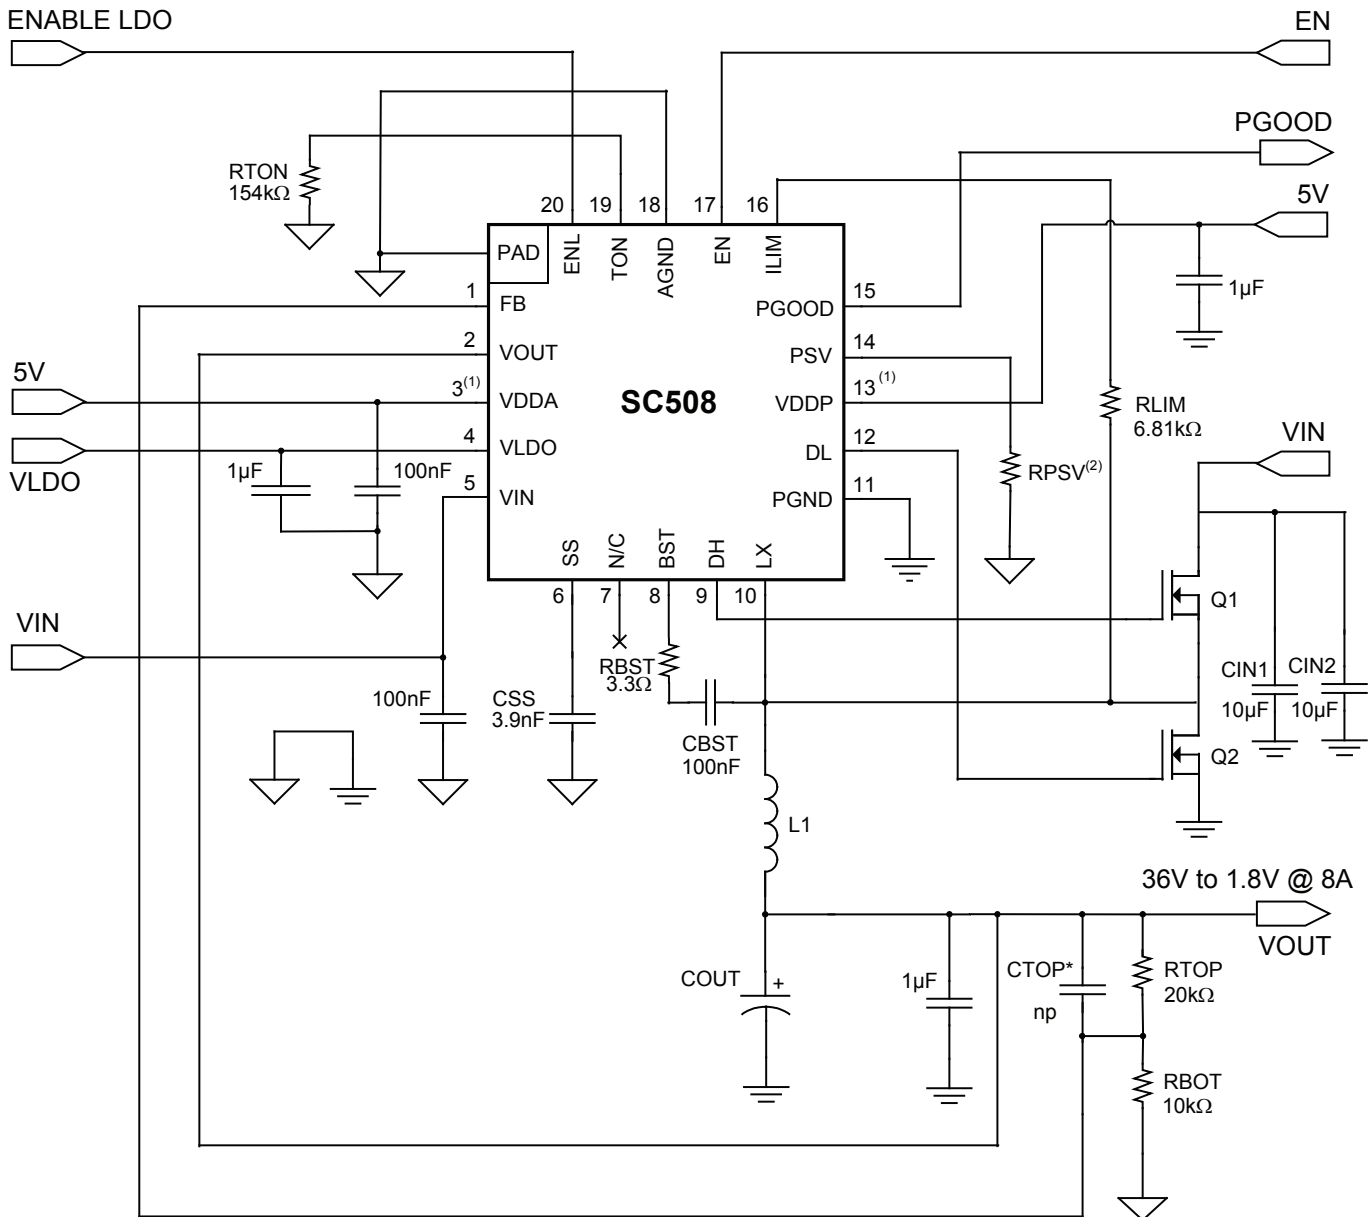 ENABLE LDO
EN
PGOOD
5V
RTON
154kΩ
20
19
18
17
16
PAD
ENL
TON
AGND
EN
ILIM
1µF
1
FB
15
PGOOD
2
VOUT
14
PSV
5V
3(1)
VDDA
SC508
13(1)
VDDP
RLIM
6.81kΩ
VLDO
4
VLDO
12
DL
VIN
1µF
100nF
RPSV(2)
5
VIN
11
PGND
SS
N/C
BST
DH
LX
6
7
8
9
10
Q1
VIN
RBST
3.3Ω
CIN1
10µF
CIN2
10µF
100nF
CSS
3.9nF
CBST
100nF
Q2
L1
36V to 1.8V @ 8A
VOUT
COUT
+
1µF
CTOP*
np
RTOP
20kΩ
RBOT
10kΩ